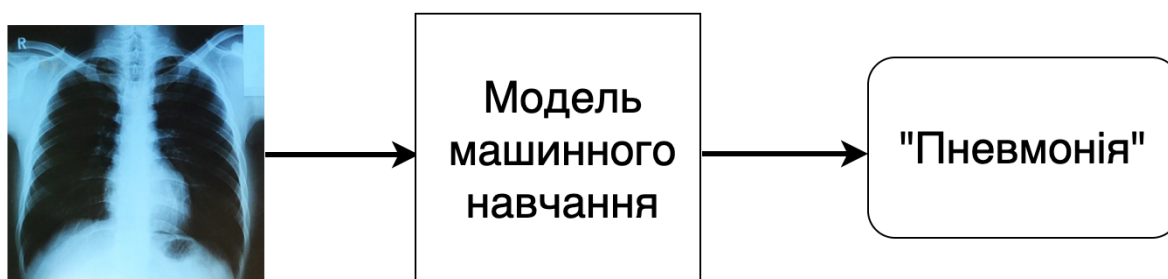 R
Модель
машинного
навчання
"Пневмонія"